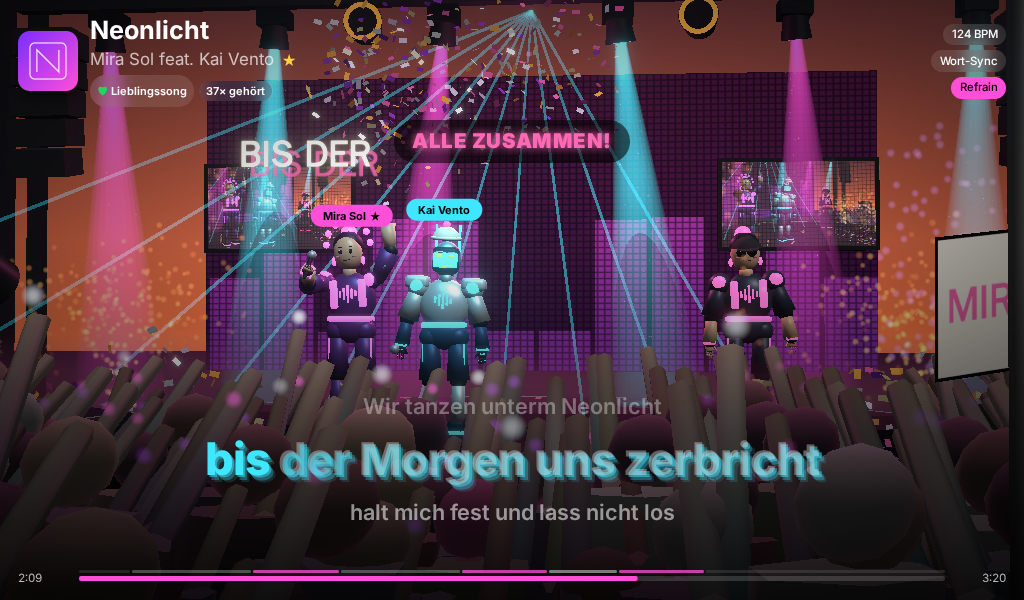 Neonlicht
Mira Sol feat. Kai Vento ★
Lieblingssong
37× gehört
124 BPM
Wort-Sync
Refrain
N
ALLE ZUSAMMEN!
BIS DER
BIS DER
Mira Sol ★
Kai Vento
MIR
Wir tanzen unterm Neonlicht
bis der Morgen uns zerbricht
halt mich fest und lass nicht los
2:09
3:20